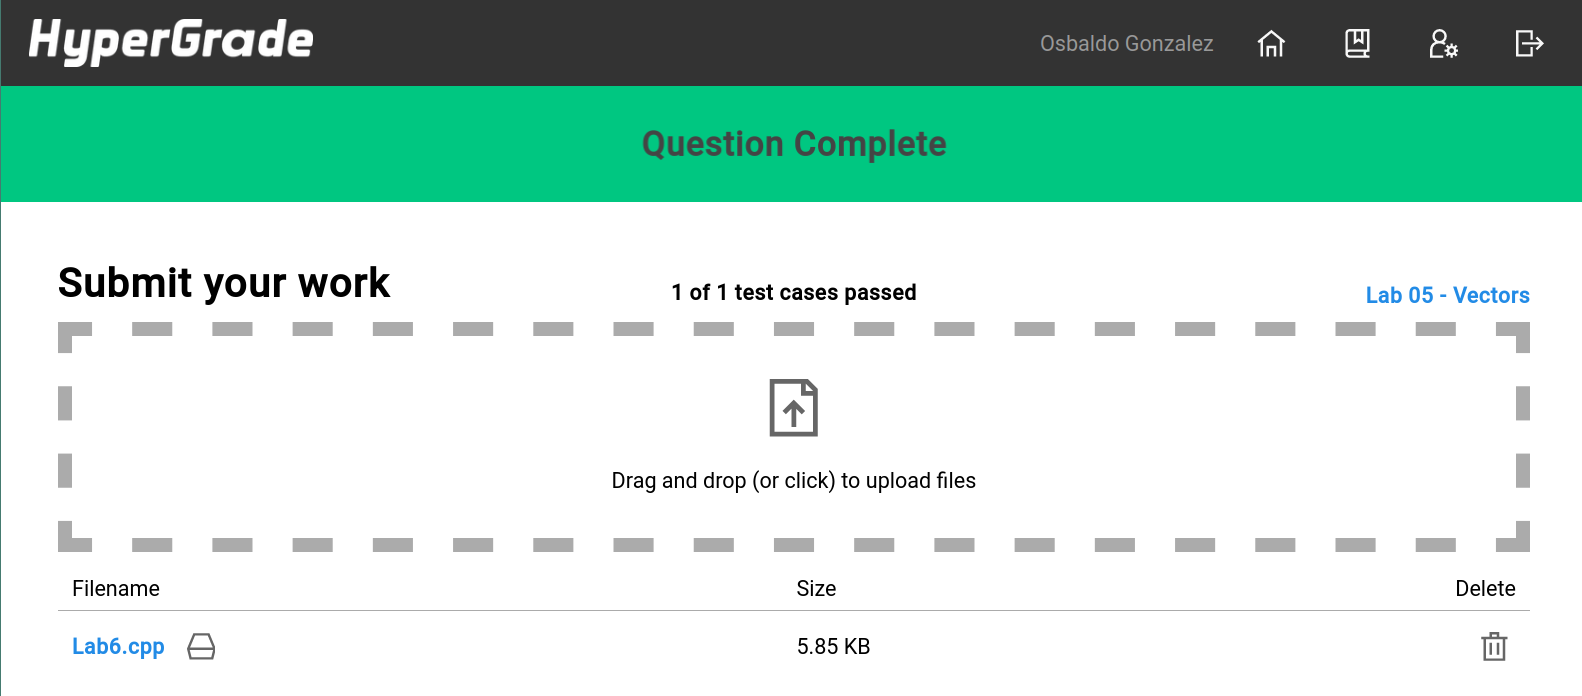 HyperGrade
Osbaldo Gonzalez
Question Complete
Submit your work
1 of 1 test cases passed
Lab 05 - Vectors
Drag and drop (or click) to upload files
Filename Size Delete
Lab6.cpp 5.85 KB